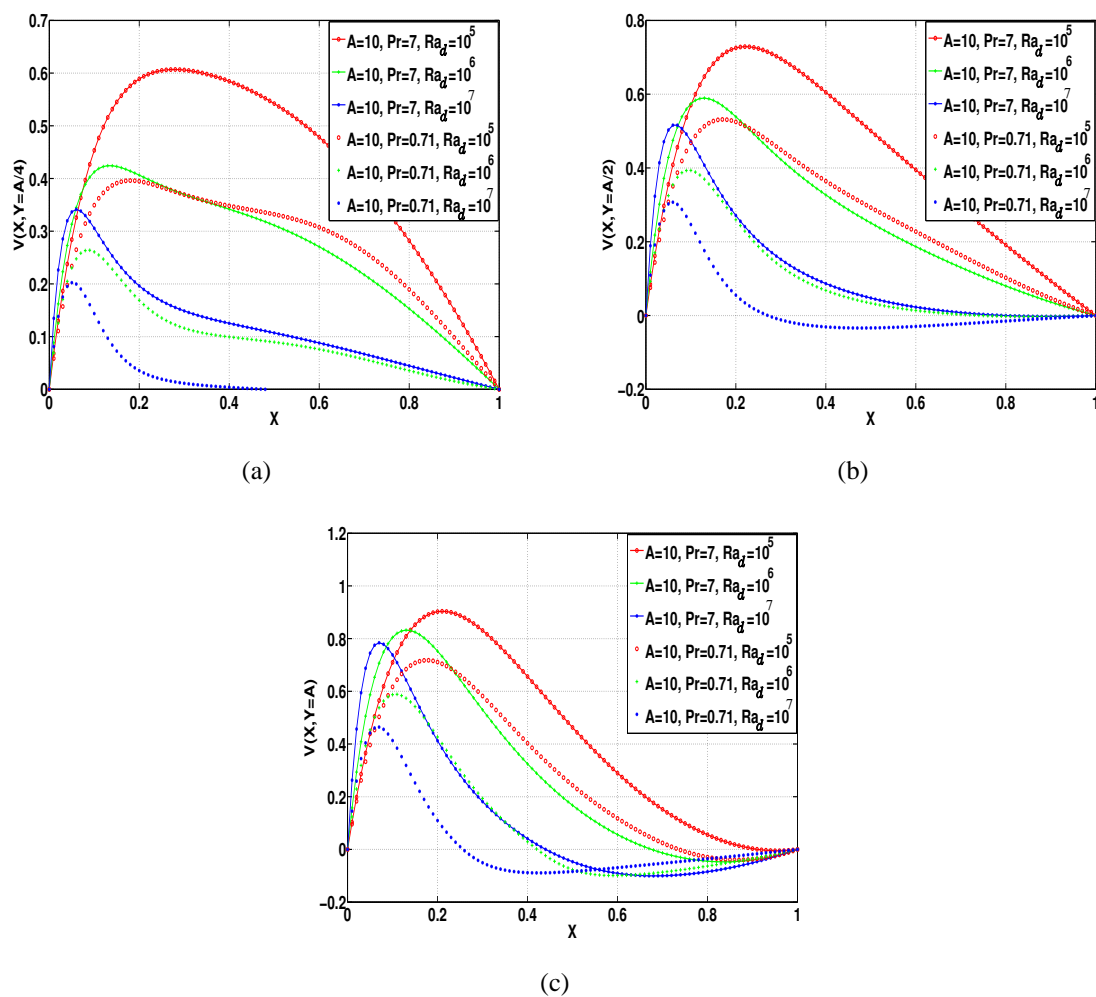 0.7
0.6
0.5
0.4
0.3
0.2
0.1
0
0
0.2
0.4
0.6
0.8
1
X
V(X,Y=A/4)
A=10, Pr=7, Ra_d=10^5
A=10, Pr=7, Ra_d=10^6
A=10, Pr=7, Ra_d=10^7
A=10, Pr=0.71, Ra_d=10^5
A=10, Pr=0.71, Ra_d=10^6
A=10, Pr=0.71, Ra_d=10^7
(a)
0.8
0.6
0.4
0.2
0
−0.2
0
0.2
0.4
0.6
0.8
1
X
V(X,Y=A/2)
A=10, Pr=7, Ra_d=10^5
A=10, Pr=7, Ra_d=10^6
A=10, Pr=7, Ra_d=10^7
A=10, Pr=0.71, Ra_d=10^5
A=10, Pr=0.71, Ra_d=10^6
A=10, Pr=0.71, Ra_d=10^7
(b)
1.2
1
0.8
0.6
0.4
0.2
0
−0.2
0
0.2
0.4
0.6
0.8
1
X
V(X,Y=A)
A=10, Pr=7, Ra_d=10^5
A=10, Pr=7, Ra_d=10^6
A=10, Pr=7, Ra_d=10^7
A=10, Pr=0.71, Ra_d=10^5
A=10, Pr=0.71, Ra_d=10^6
A=10, Pr=0.71, Ra_d=10^7
(c)